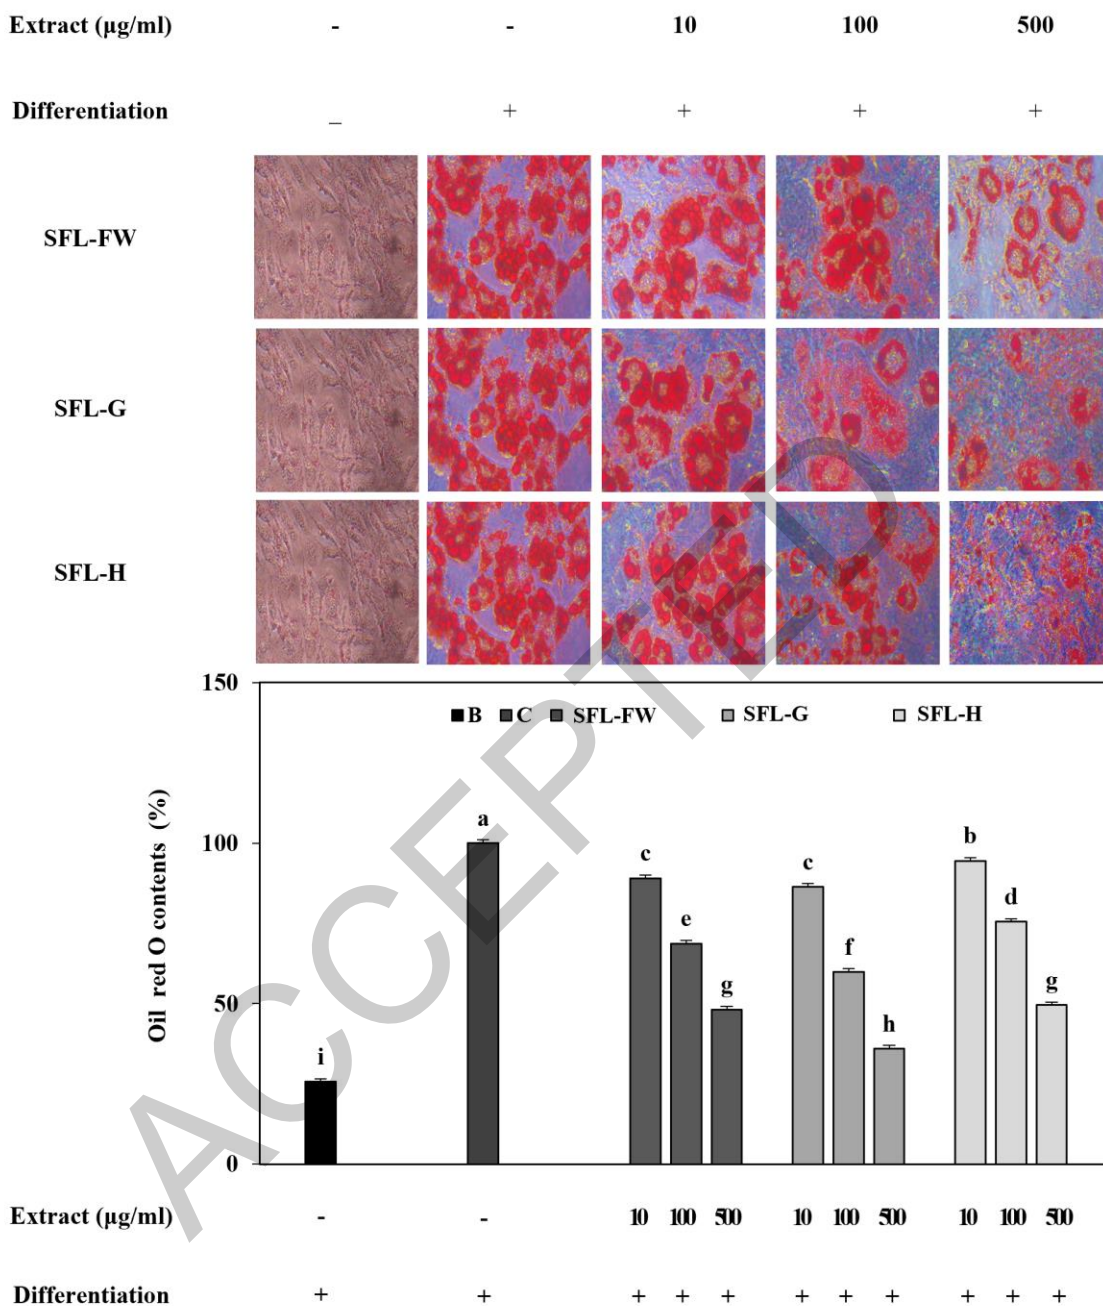 Extract (μg/ml) - - 10 100 500
Differentiation _ + + + +
SFL-FW
SFL-G
SFL-H
150
B C SFL-FW SFL-G SFL-H
a
b
c c
100
d
e
f
g g
50
h
i
0
Oil red O contents (%)
Extract (μg/ml) - - 10 100 500 10 100 500 10 100 500
Differentiation + + + + + + + + + + +
ACCEPTED